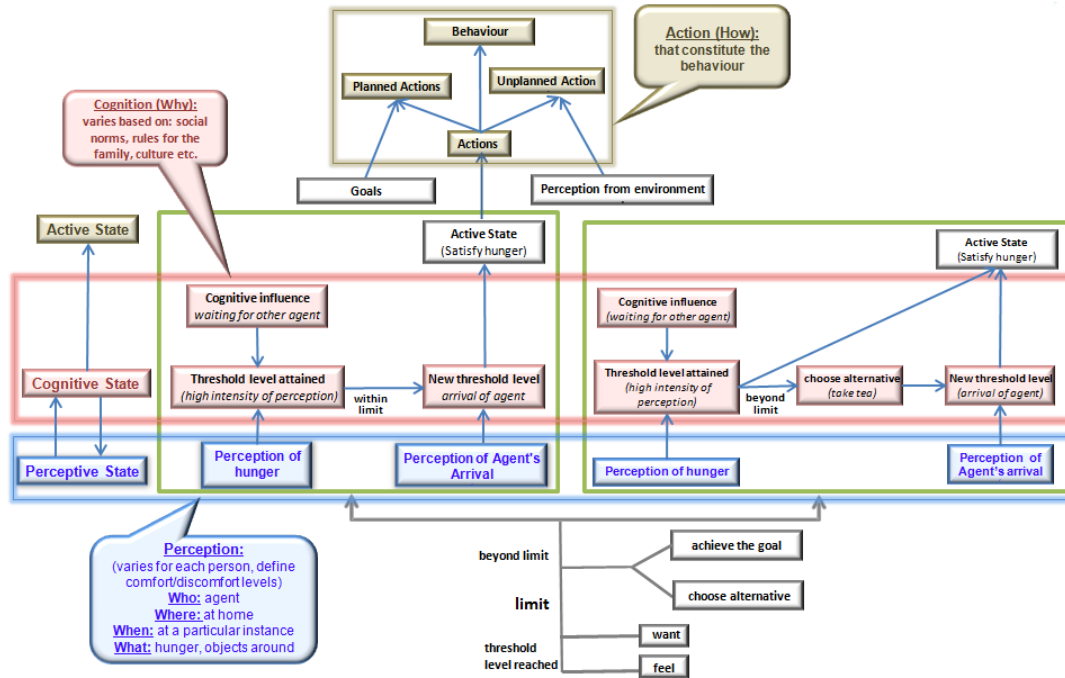 Behaviour
Planned Actions
Unplanned Action
Actions
Action (How):
that constitute the
behaviour
Cognition (Why):
varies based on: social
norms, rules for the
family, culture etc.
Goals
Perception from environment
Active State
Active State
(Satisfy hunger)
Active State
(Satisfy hunger)
Cognitive influence
waiting for other agent
Cognitive influence
(waiting for other agent)
Cognitive State
Threshold level attained
(high intensity of perception)
within
limit
New threshold level
arrival of agent
Threshold level attained
(high intensity of
perception)
beyond
limit
choose alternative
(take tea)
New threshold level
(arrival of agent)
Perceptive State
Perception of
hunger
Perception of Agent's
Arrival
Perception of hunger
Perception of
Agent's arrival
Perception:
(varies for each person, define
comfort/discomfort levels)
Who: agent
Where: at home
When: at a particular instance
What: hunger, objects around
beyond limit
achieve the goal
choose alternative
limit
threshold
level reached
want
feel